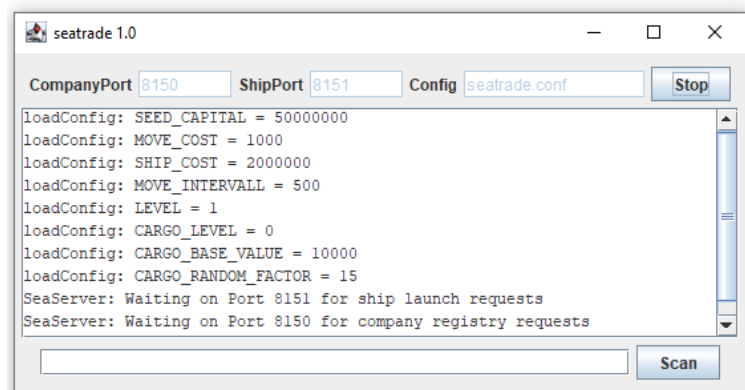 seatrade 1.0
CompanyPort 8150 ShipPort 8151 Config seatrade.conf Stop
loadConfig: SEED_CAPITAL = 50000000
loadConfig: MOVE_COST = 1000
loadConfig: SHIP_COST = 2000000
loadConfig: MOVE_INTERVALL = 500
loadConfig: LEVEL = 1
loadConfig: CARGO_LEVEL = 0
loadConfig: CARGO_BASE_VALUE = 10000
loadConfig: CARGO_RANDOM_FACTOR = 15
SeaServer: Waiting on Port 8151 for ship launch requests
SeaServer: Waiting on Port 8150 for company registry requests
Scan